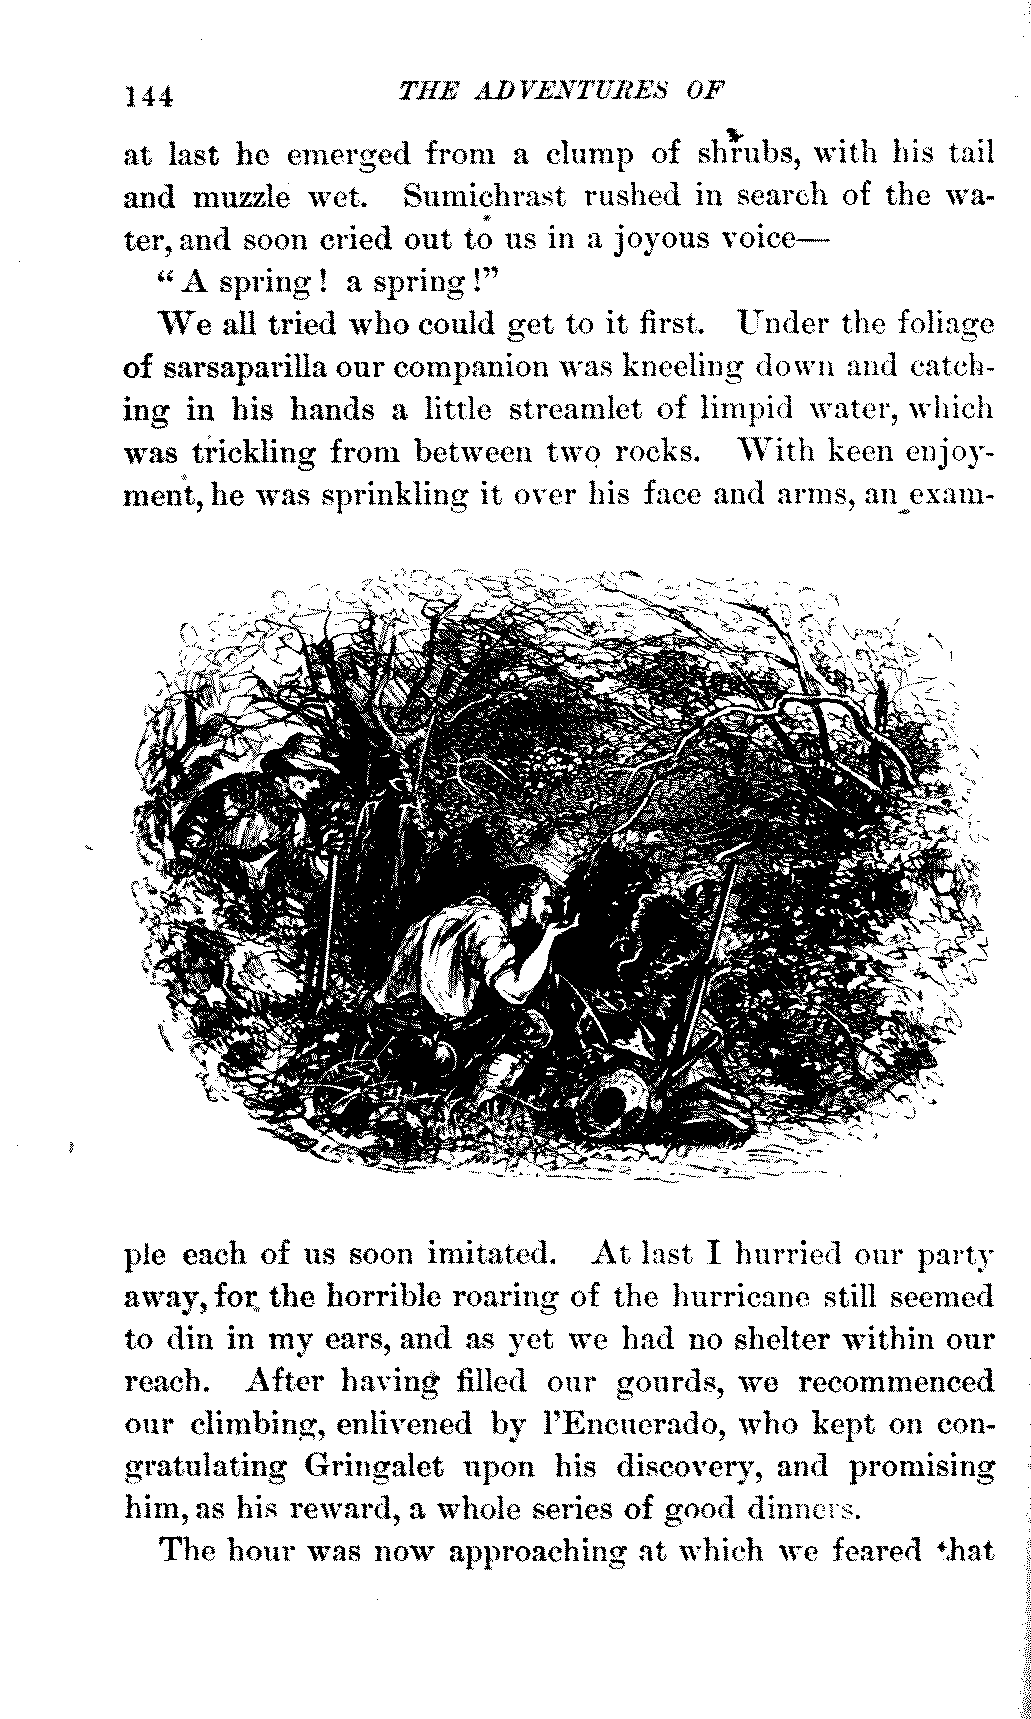 144 THE ADVENTURES OF
at last he emerged from a clump of shrubs, with his tail
and muzzle wet. Sumichrast rushed in search of the wa-
ter, and soon cried out to us in a joyous voice—
“A spring! a spring!”
We all tried who could get to it first. Under the foliage
of sarsaparilla our companion was kneeling down and catch-
ing in his hands a little streamlet of limpid water, which
was trickling from between two rocks. With keen enjoy-
ment, he was sprinkling it over his face and arms, an exam-
ple each of us soon imitated. At last I hurried our party
away, for the horrible roaring of the hurricane still seemed
to din in my ears, and as yet we had no shelter within our
reach. After having filled our gourds, we recommenced
our climbing, enlivened by l’Encuerado, who kept on con-
gratulating Gringalet upon his discovery, and promising
him, as his reward, a whole series of good dinners.
The hour was now approaching at which we feared that